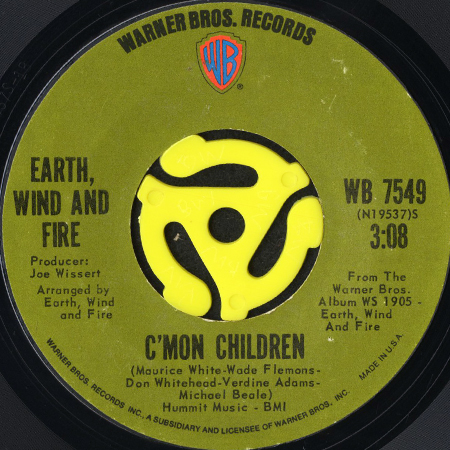 WARNER BROS. RECORDS
WB
®
EARTH,
WIND AND
FIRE
Producer:
Joe Wissert
Arranged by
Earth, Wind
and Fire
WB 7549
(N19537)S
3:08
From The
Warner Bros.
Album WS 1905 -
Earth, Wind
And Fire
C'MON CHILDREN
(Maurice White-Wade Flemans-
Don Whitehead-Verdine Adams-
Michael Beale)
Hummit Music - BMI
WARNER BROS. RECORDS INC., A SUBSIDIARY AND LICENSEE OF WARNER BROS., INC.
MADE IN U.S.A.